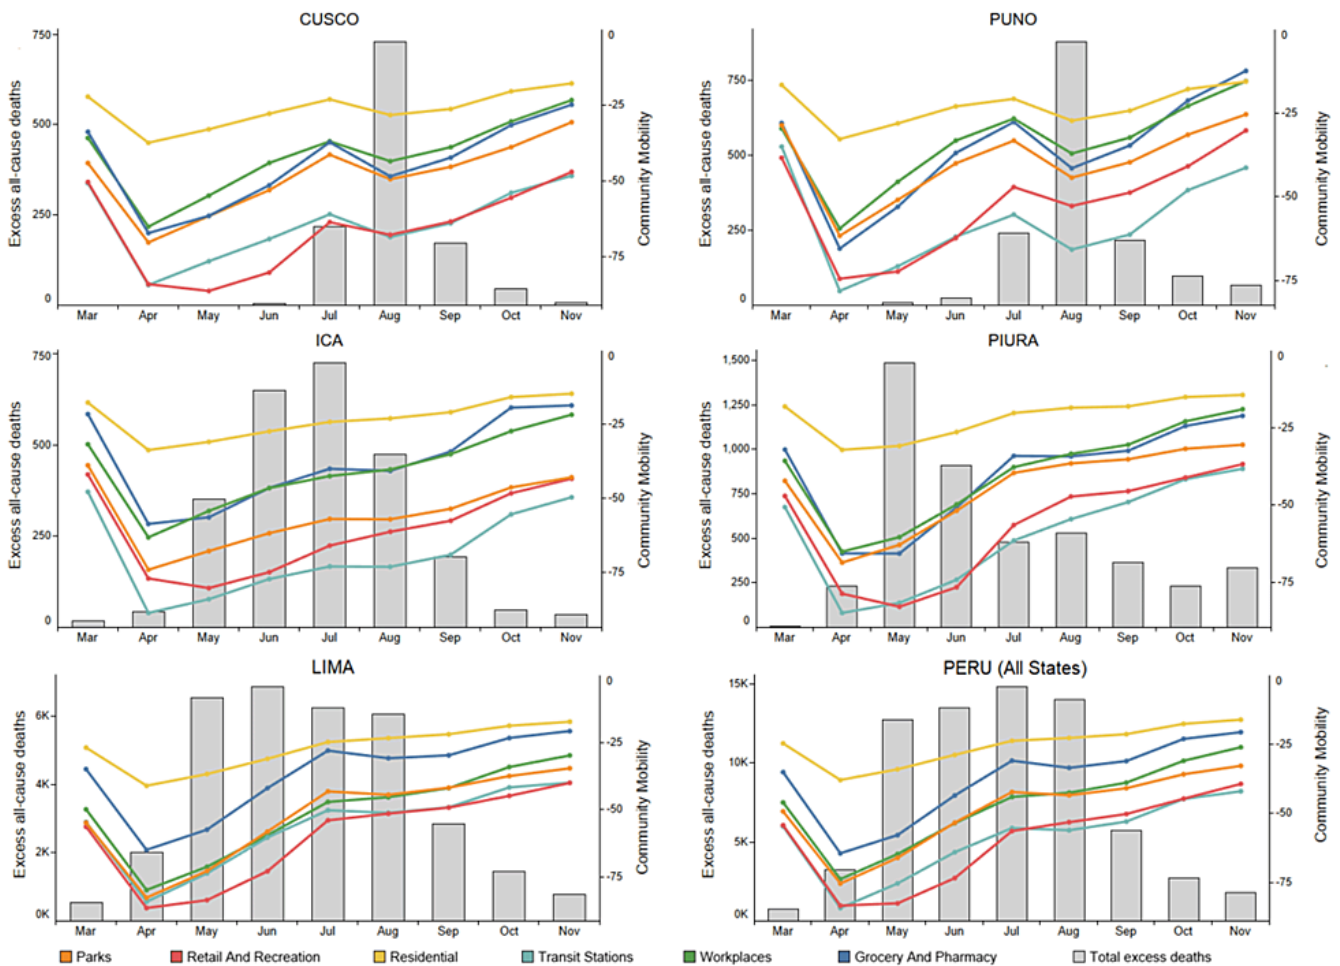 CUSCO
750
500
250
0
Excess all-cause deaths
0
-25
-50
-75
Community Mobility
Mar Apr May Jun Jul Aug Sep Oct Nov
PUNO
750
500
250
0
Excess all-cause deaths
0
-25
-50
-75
Community Mobility
Mar Apr May Jun Jul Aug Sep Oct Nov
ICA
750
500
250
0
Excess all-cause deaths
0
-25
-50
-75
Community Mobility
Mar Apr May Jun Jul Aug Sep Oct Nov
PIURA
1,500
1,250
1,000
750
500
250
0
Excess all-cause deaths
0
-25
-50
-75
Community Mobility
Mar Apr May Jun Jul Aug Sep Oct Nov
LIMA
6K
4K
2K
0K
Excess all-cause deaths
0
-25
-50
-75
Community Mobility
Mar Apr May Jun Jul Aug Sep Oct Nov
PERU (All States)
15K
10K
5K
0K
Excess all-cause deaths
0
-25
-50
-75
Community Mobility
Mar Apr May Jun Jul Aug Sep Oct Nov
Parks Retail And Recreation Residential Transit Stations Workplaces Grocery And Pharmacy Total excess deaths